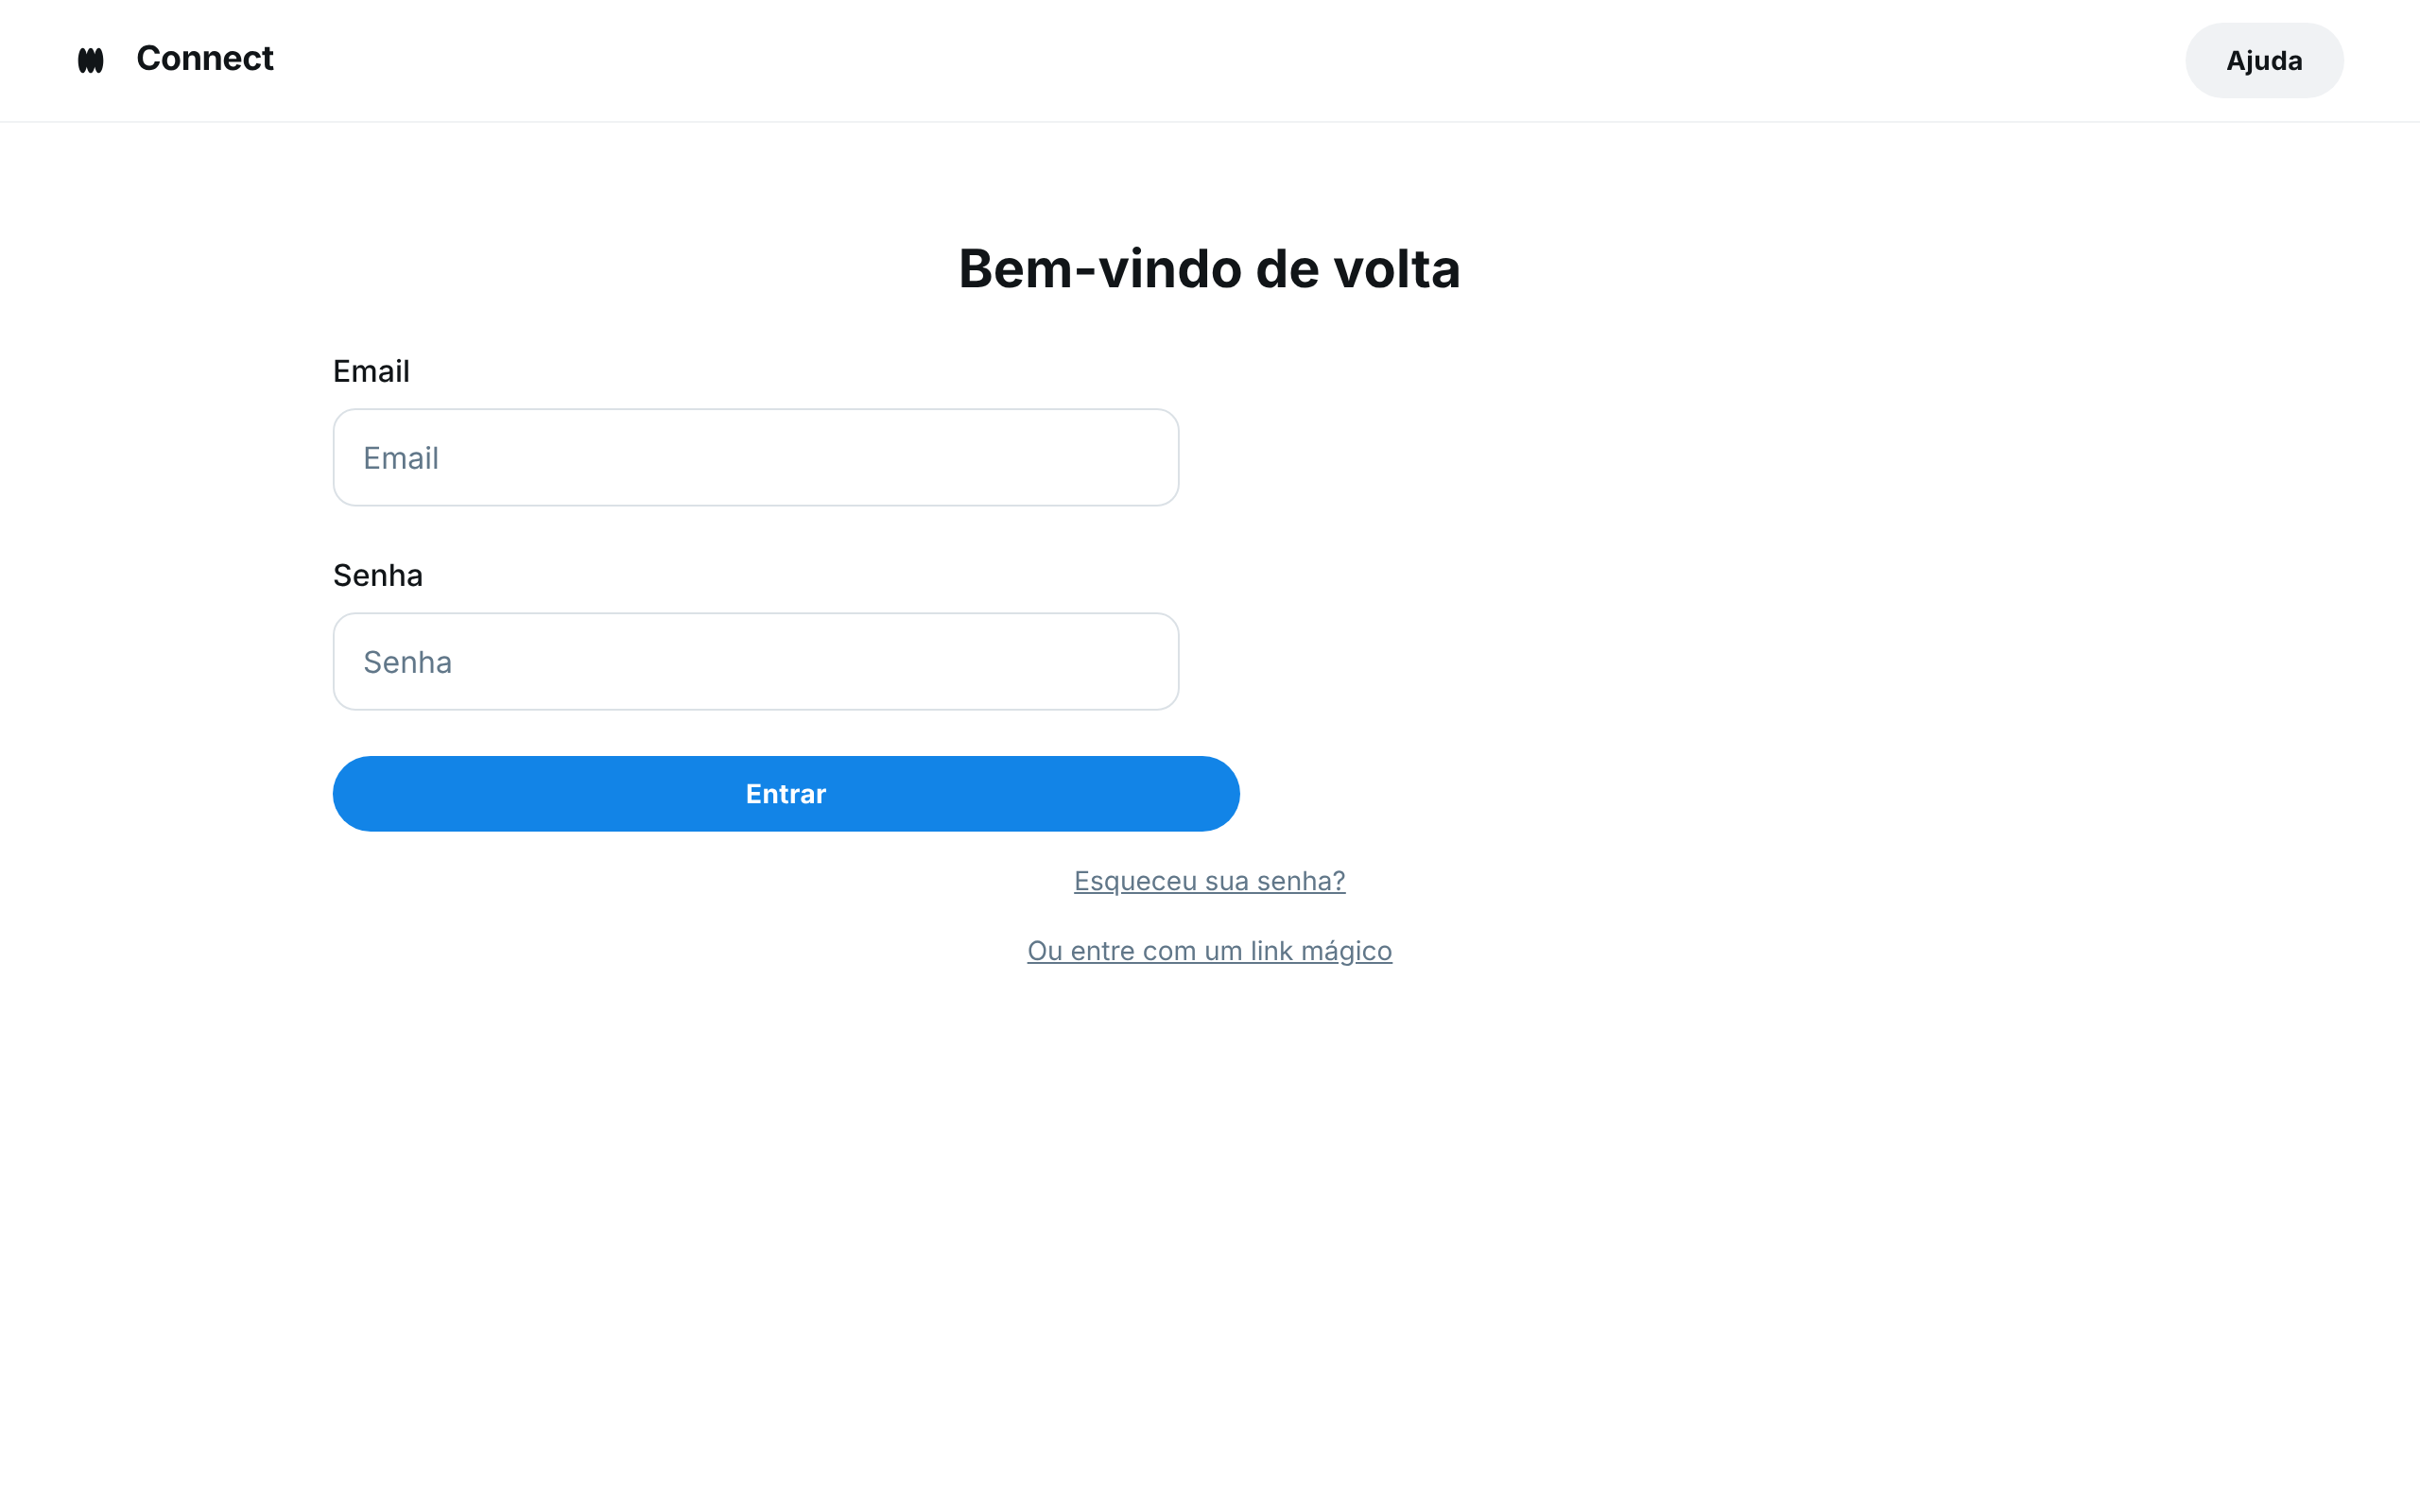 Connect
Ajuda
Bem-vindo de volta
Email
Email
Senha
Senha
Entrar
Esqueceu sua senha?
Ou entre com um link mágico